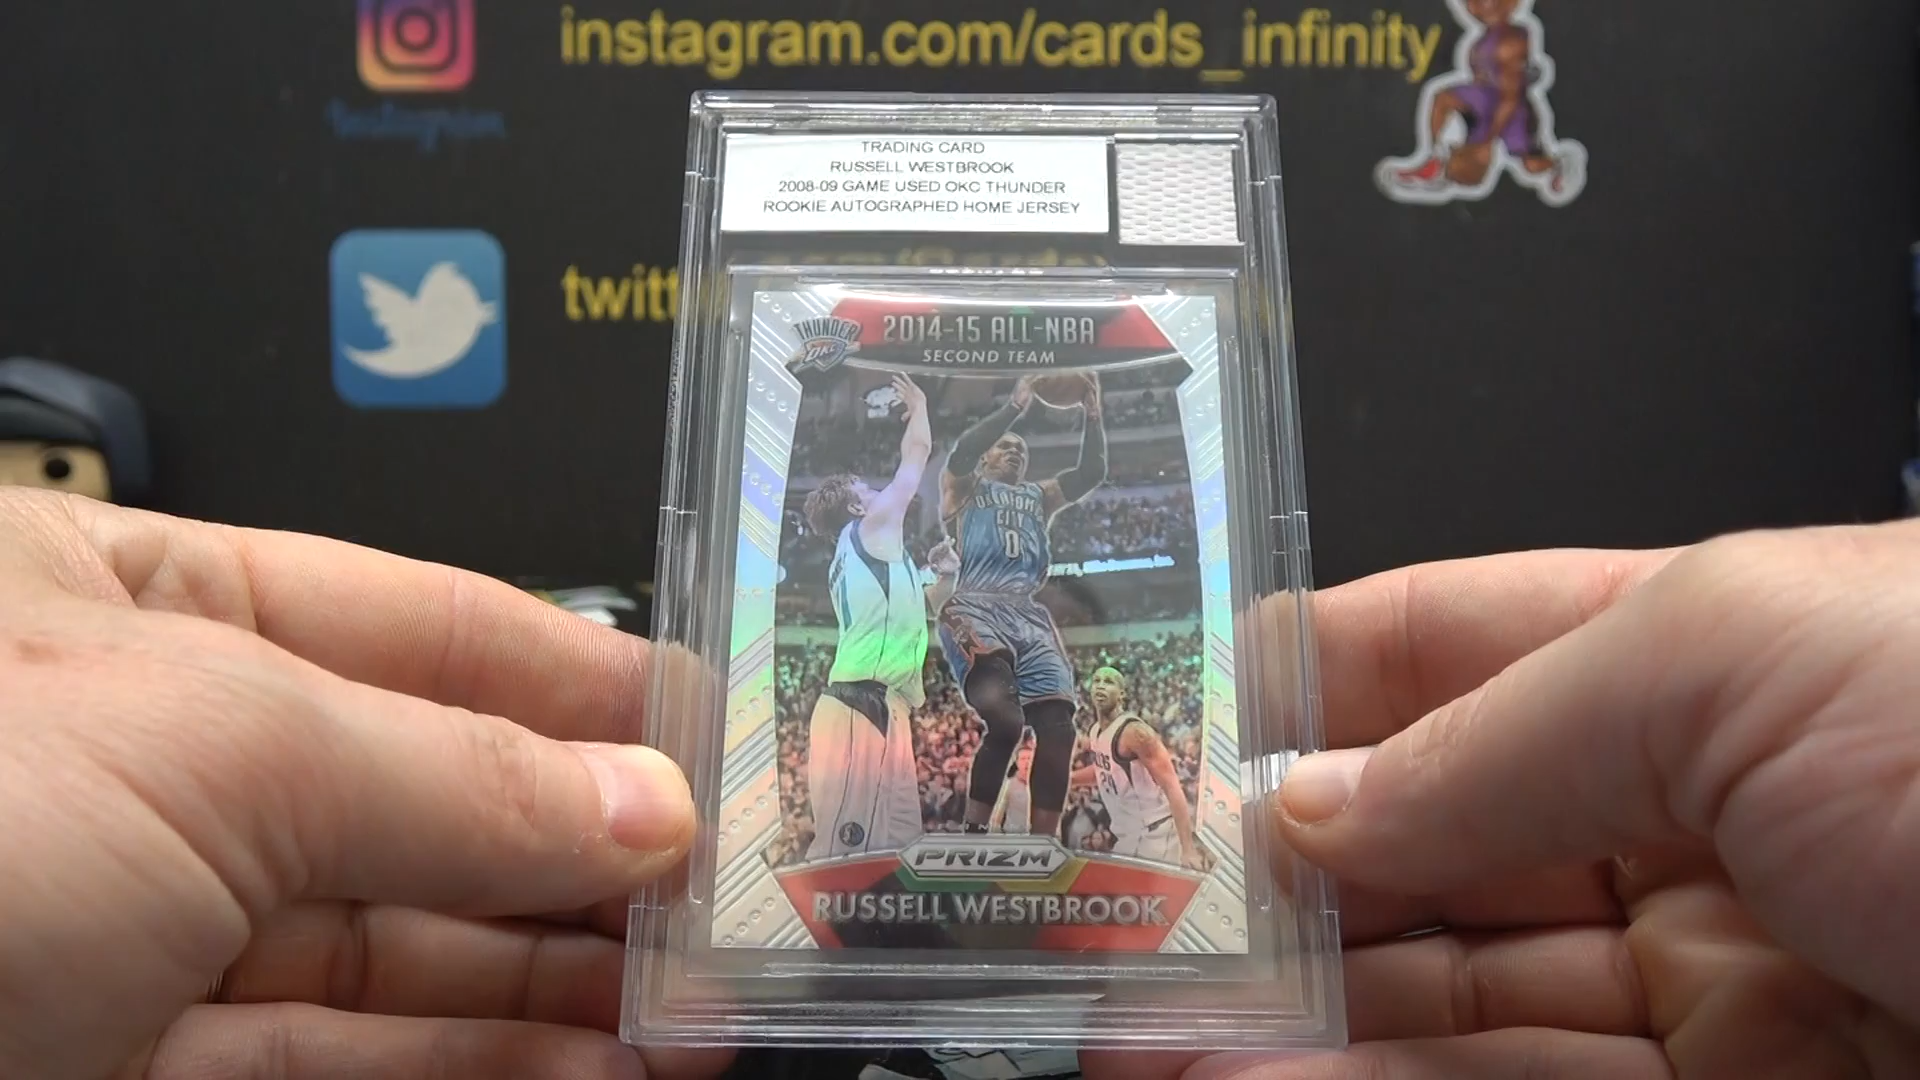 instagram.com/cards_infinity
Instagram
TRADING CARD
RUSSELL WESTBROOK
2008-09 GAME USED OKC THUNDER
ROOKIE AUTOGRAPHED HOME JERSEY
THUNDER
OKC
2014-15 ALL-NBA
SECOND TEAM
CITY
0
PRIZM
RUSSELL WESTBROOK